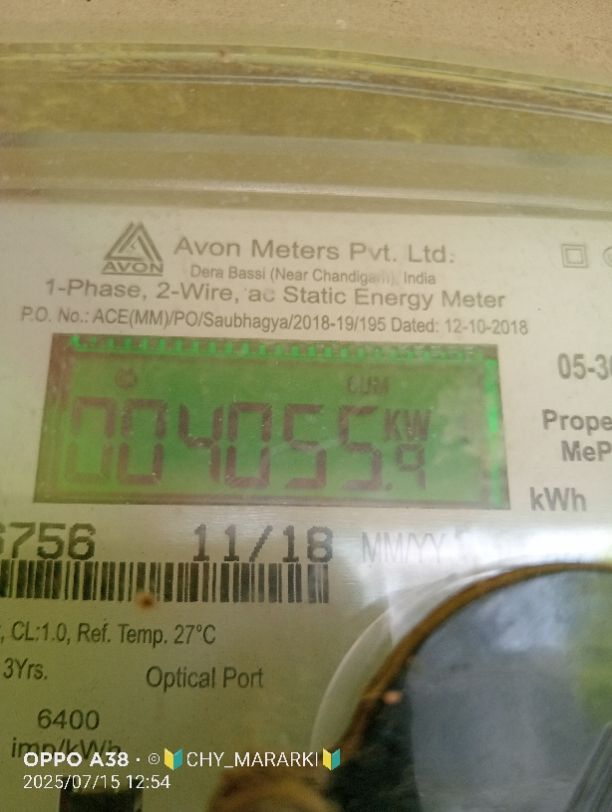 AVON
Avon Meters Pvt. Ltd.
Dera Bassi (Near Chandigarh), India
1-Phase, 2-Wire, ac Static Energy Meter
P.O. No.: ACE(MM)/PO/Saubhagya/2018-19/195 Dated: 12-10-2018
CUM
004055.9 KW
05-30
Prope
MeP
kWh
6756 11/18 MM/YY
, CL:1.0, Ref. Temp. 27°C
3Yrs. Optical Port
6400
imp/kWh
OPPO A38 · © 🔰CHY_MARARKI🔰
2025/07/15 12:54